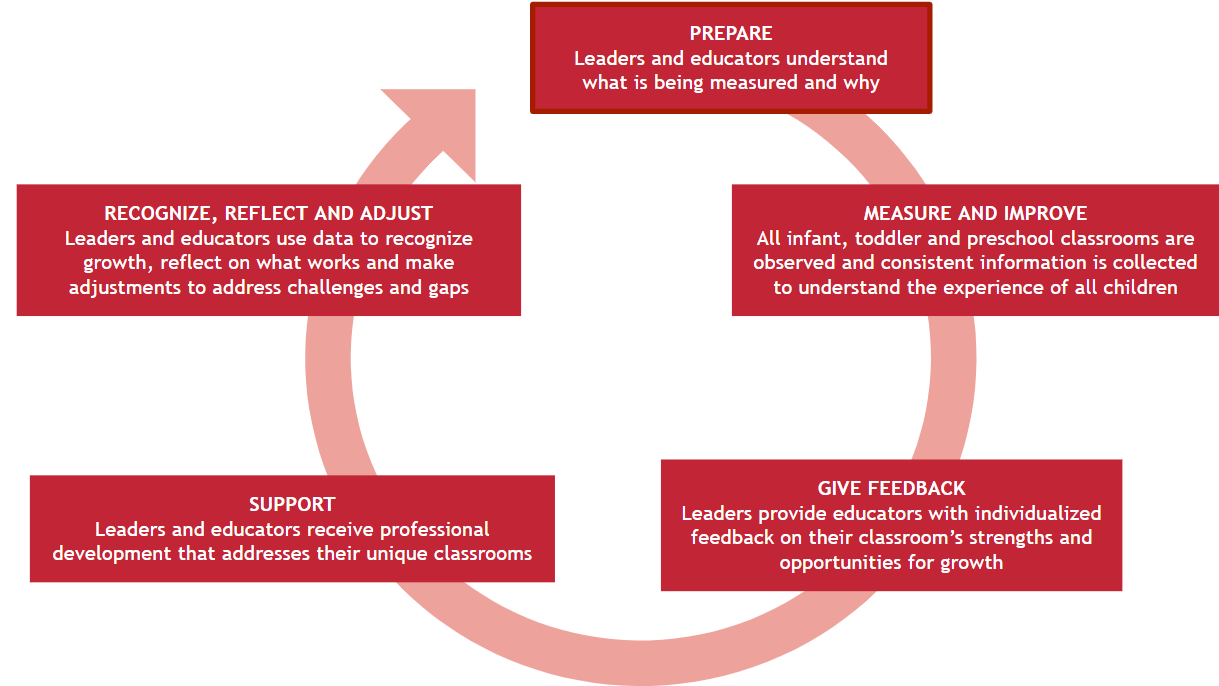 PREPARE
Leaders and educators understand
what is being measured and why
MEASURE AND IMPROVE
All infant, toddler and preschool classrooms are
observed and consistent information is collected
to understand the experience of all children
GIVE FEEDBACK
Leaders provide educators with individualized
feedback on their classroom’s strengths and
opportunities for growth
SUPPORT
Leaders and educators receive professional
development that addresses their unique classrooms
RECOGNIZE, REFLECT AND ADJUST
Leaders and educators use data to recognize
growth, reflect on what works and make
adjustments to address challenges and gaps